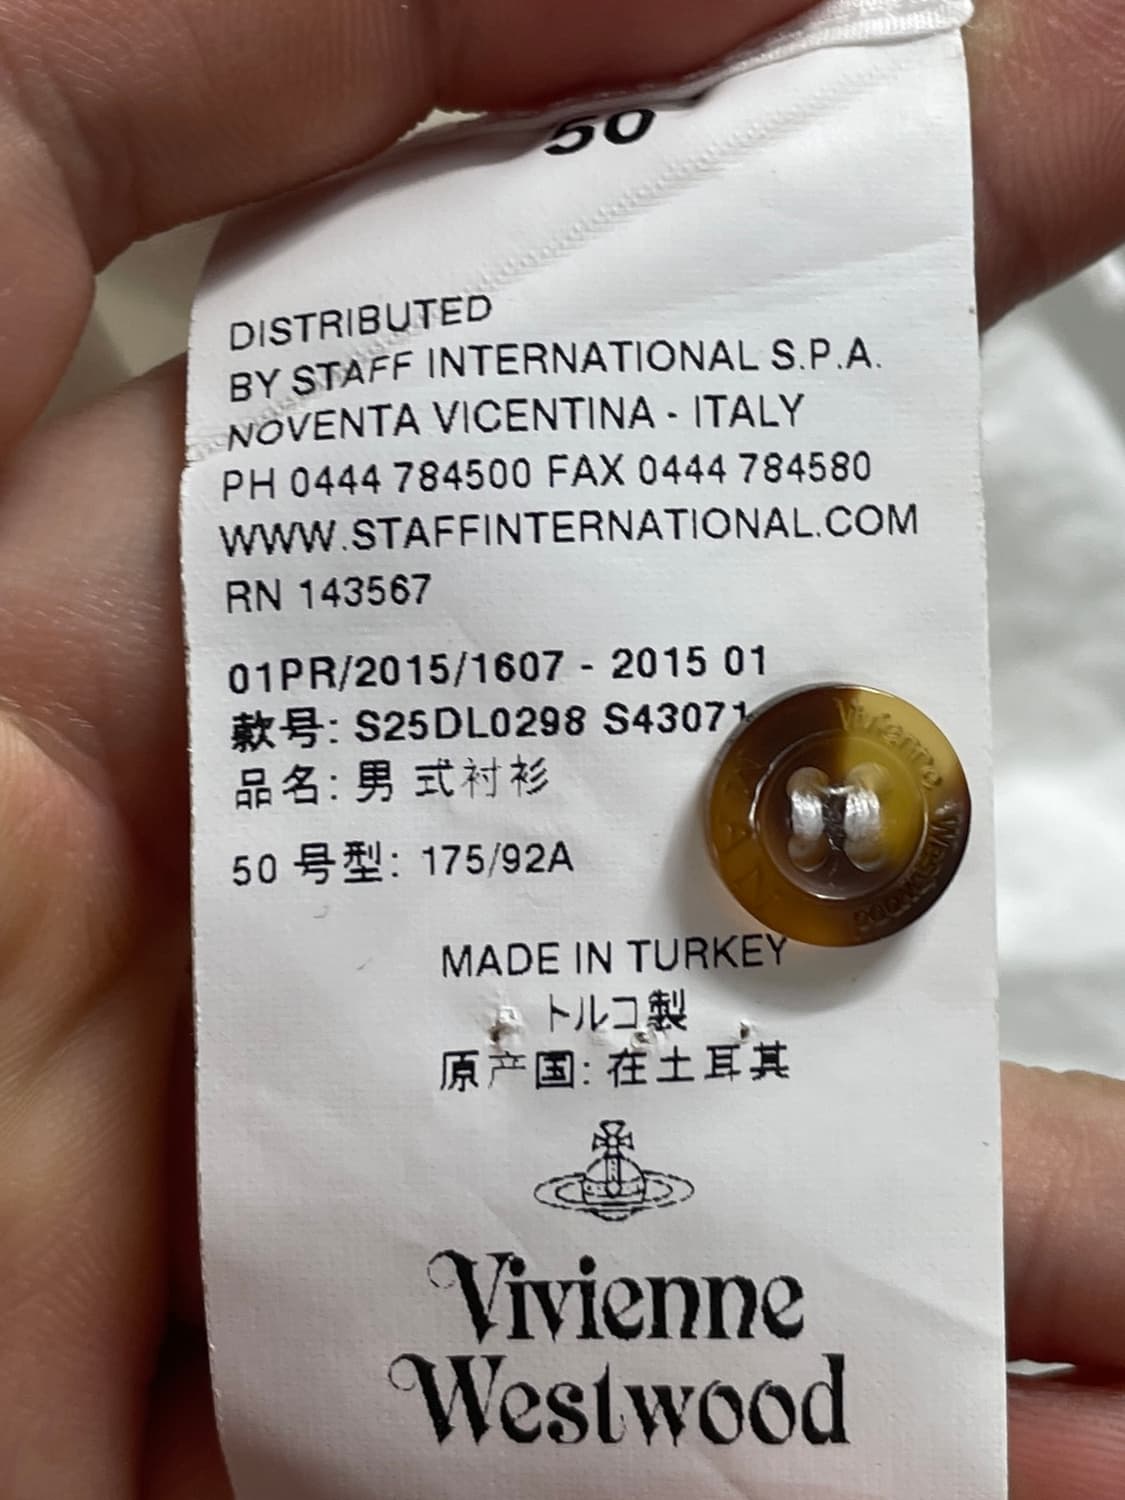 50
DISTRIBUTED
BY STAFF INTERNATIONAL S.P.A.
NOVENTA VICENTINA - ITALY
PH 0444 784500 FAX 0444 784580
WWW.STAFFINTERNATIONAL.COM
RN 143567
01PR/2015/1607 - 2015 01
款号: S25DL0298 S43071
品名: 男 式衬衫
50 号型: 175/92A
MADE IN TURKEY
トルコ製
原产国: 在土耳其
Vivienne
Westwood
Vivienne Westwood